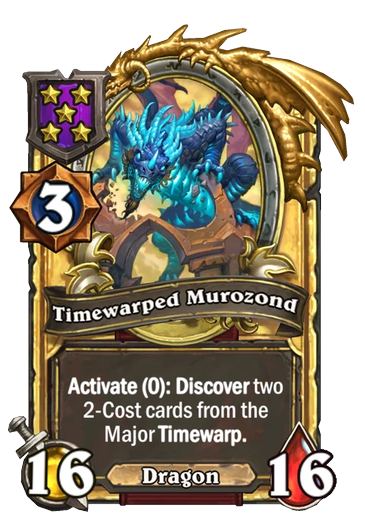 3
Timewarped Murozond
Activate (0): Discover two
2-Cost cards from the
Major Timewarp.
16
Dragon
16